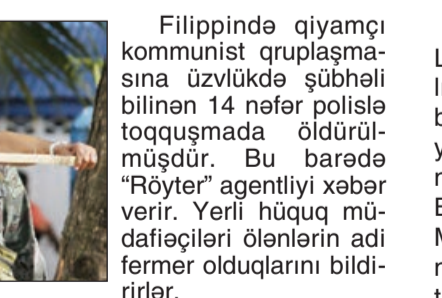 Filippində qiyamçı
kommunist qruplaşma-
sına üzvlükdə şübhəli
bilinən 14 nəfər polislə
toqquşmada öldürül-
müşdür. Bu barədə
“Röyter” agentliyi xəbər
verir. Yerli hüquq mü-
dafiəçiləri ölənlərin adi
fermer olduqlarını bildi-
rirlər.